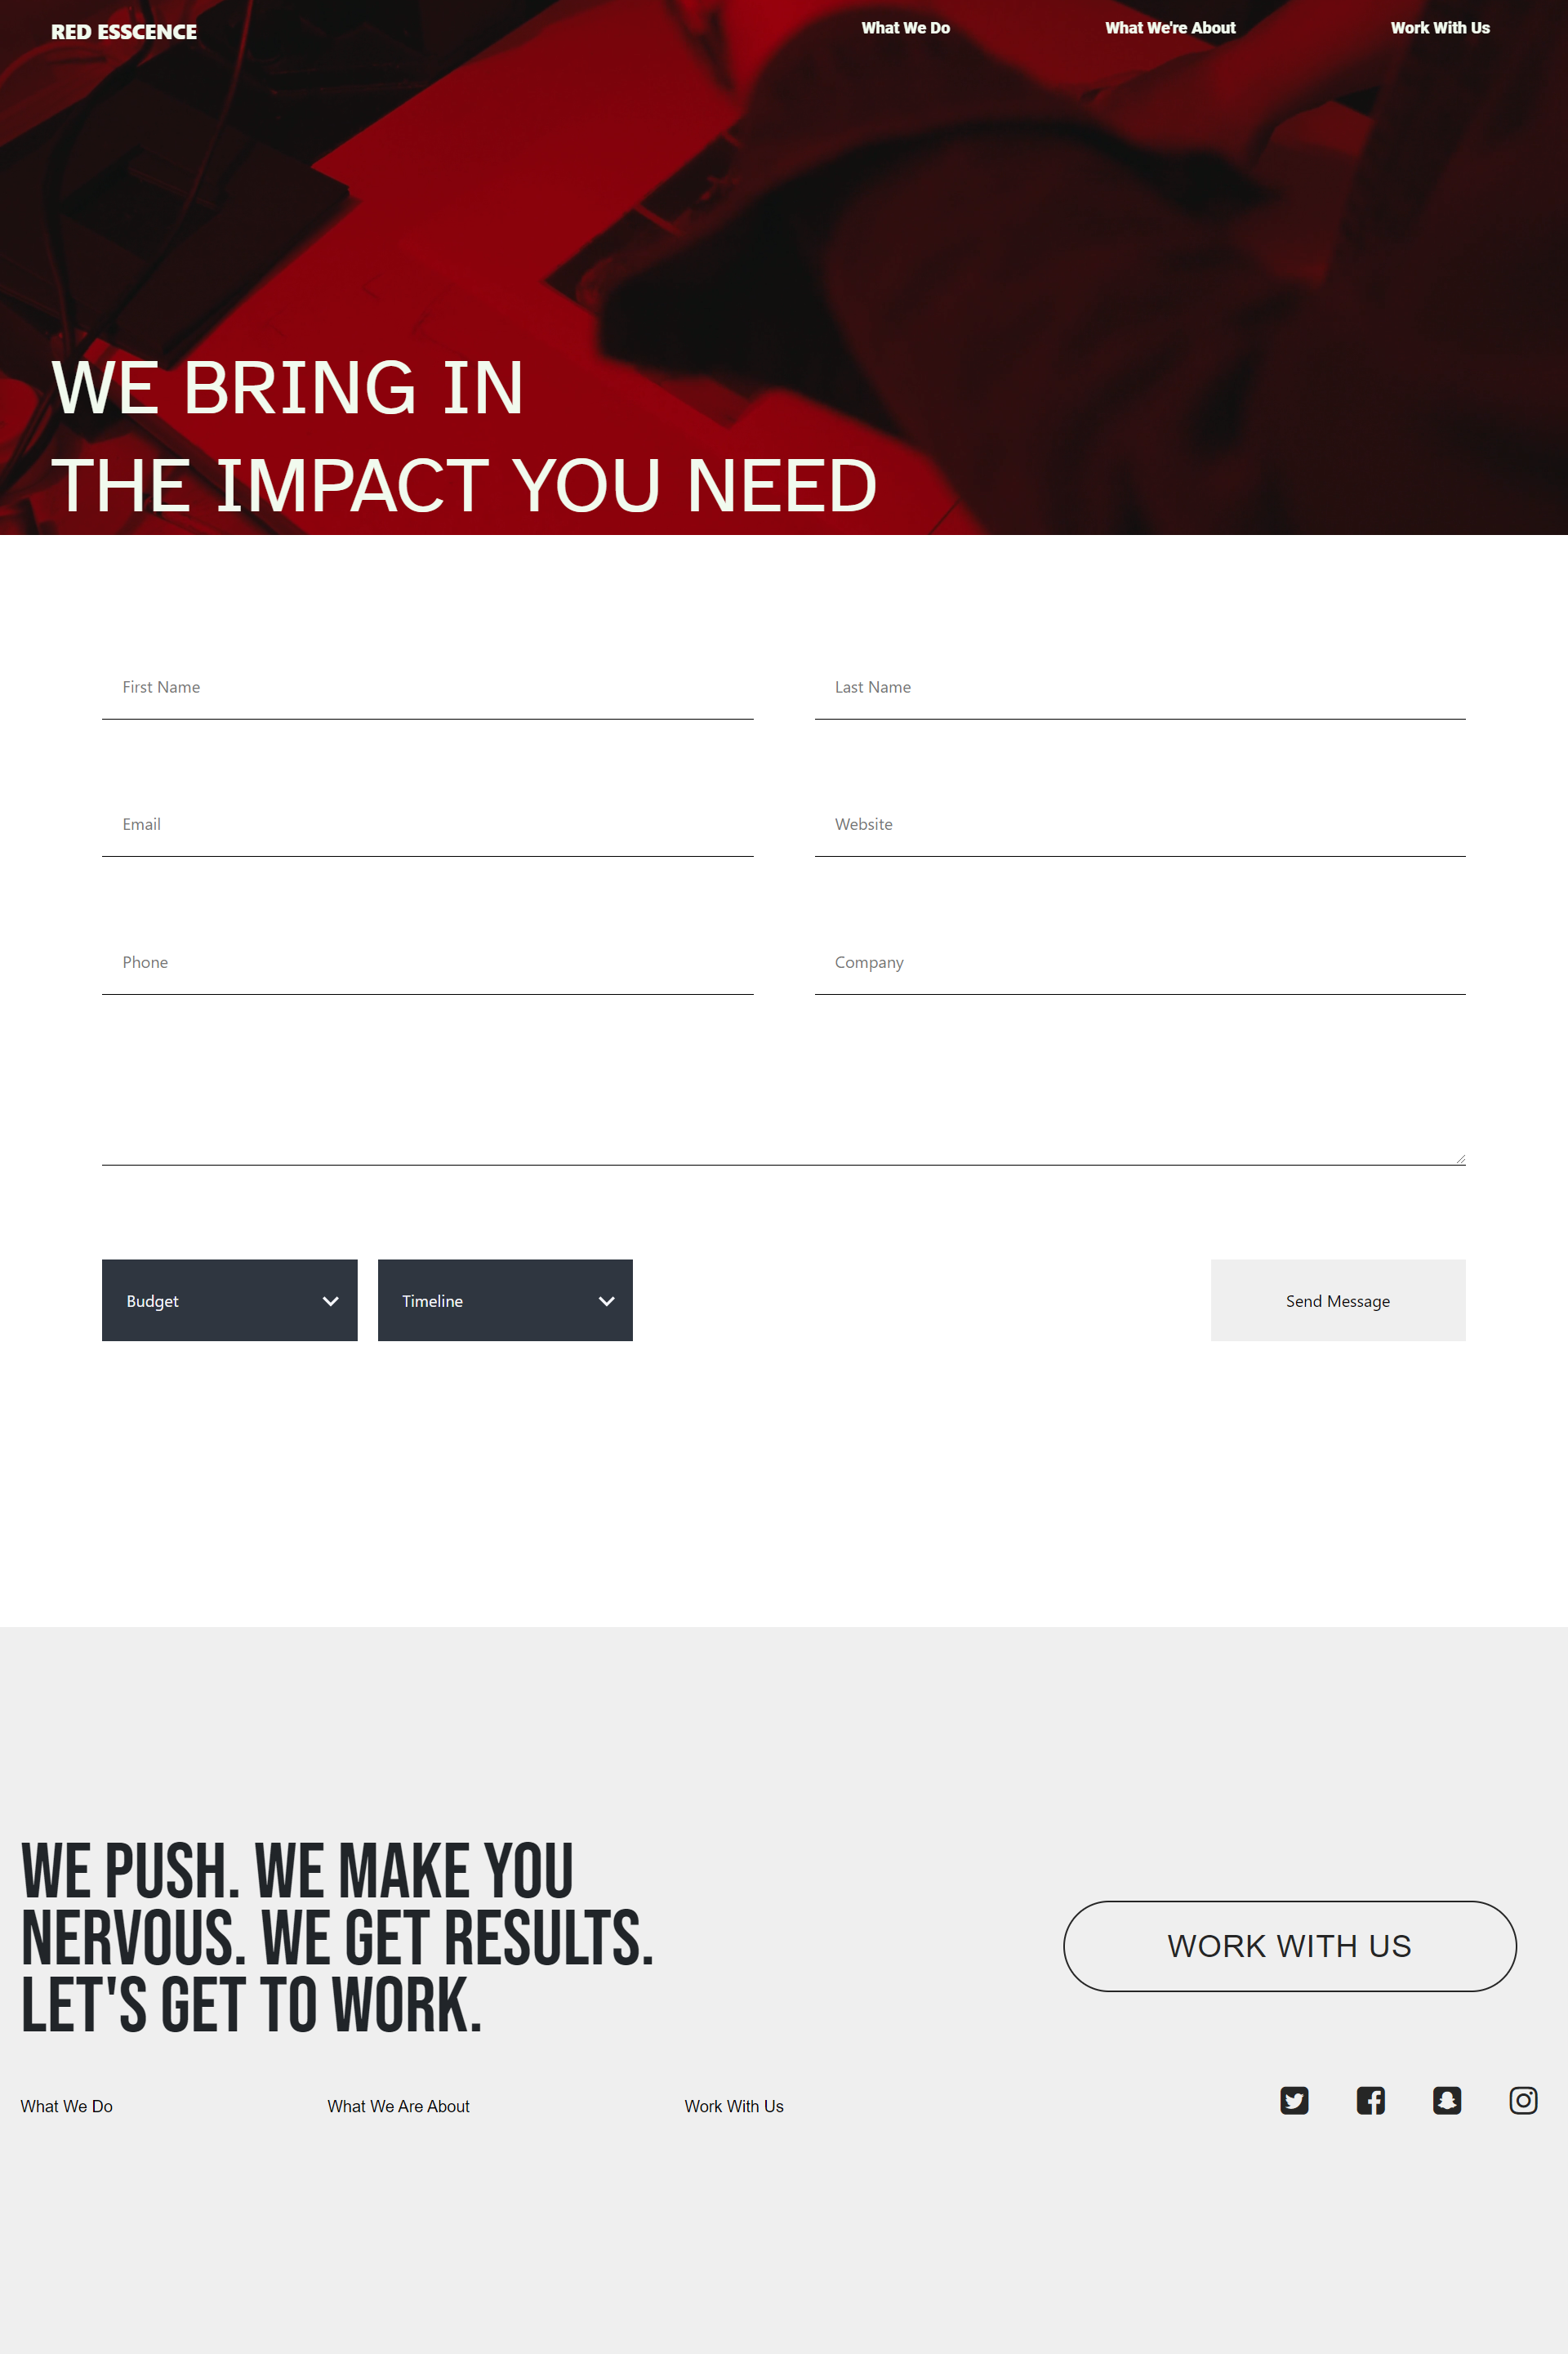 RED ESSCENCE
What We Do
What We're About
Work With Us
WE BRING IN
THE IMPACT YOU NEED
First Name
Last Name
Email
Website
Phone
Company
Budget
Timeline
Send Message
WE PUSH. WE MAKE YOU
NERVOUS. WE GET RESULTS.
LET'S GET TO WORK.
WORK WITH US
What We Do
What We Are About
Work With Us